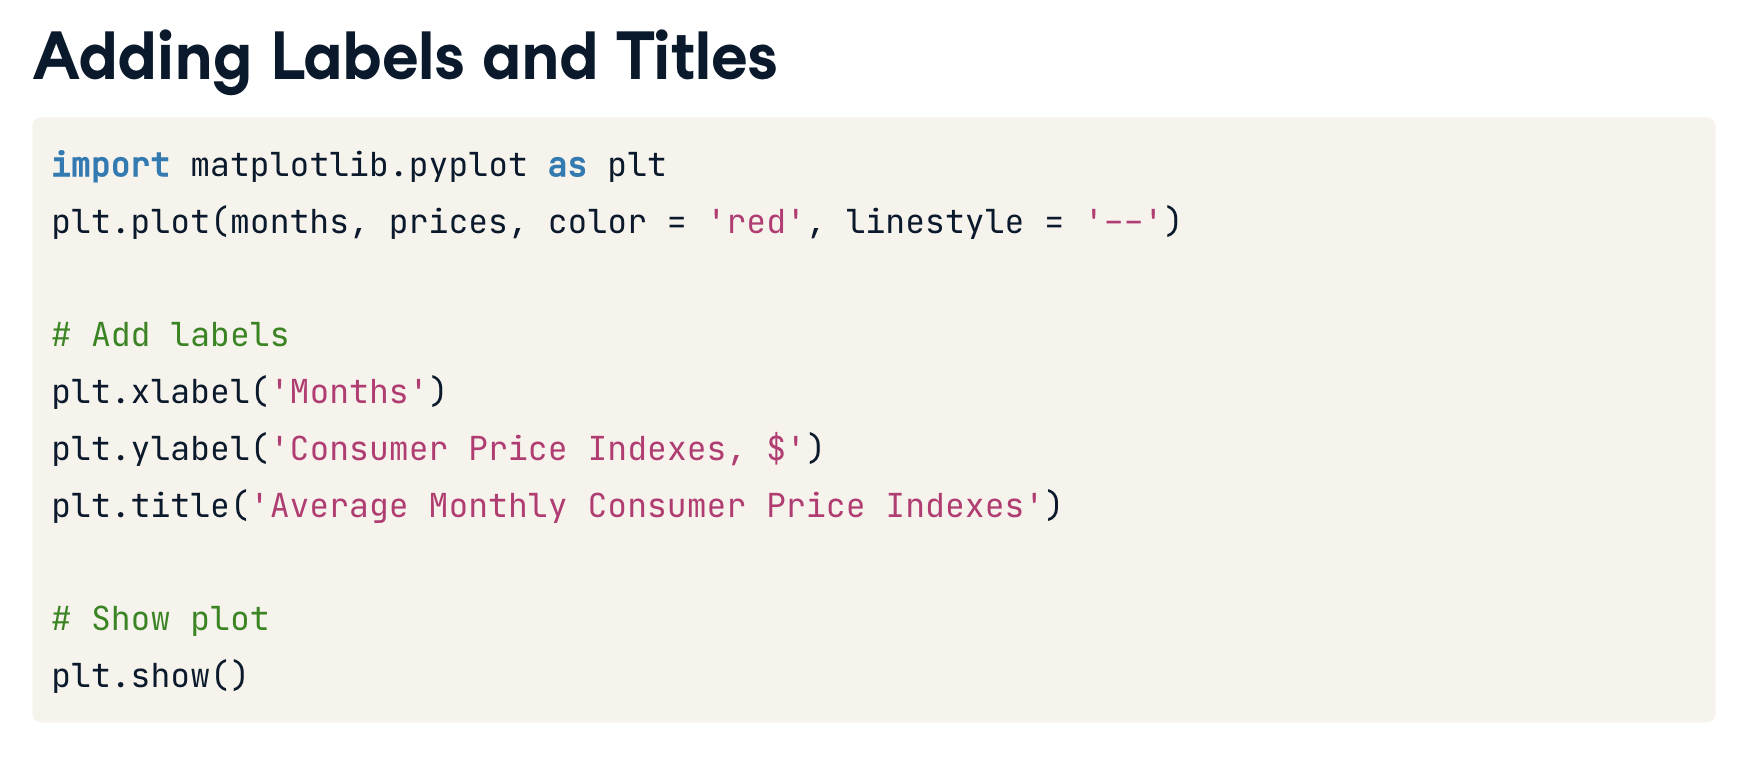 Adding Labels and Titles
import matplotlib.pyplot as plt
plt.plot(months, prices, color = 'red', linestyle = '--')
# Add labels
plt.xlabel('Months')
plt.ylabel('Consumer Price Indexes, $')
plt.title('Average Monthly Consumer Price Indexes')
# Show plot
plt.show()